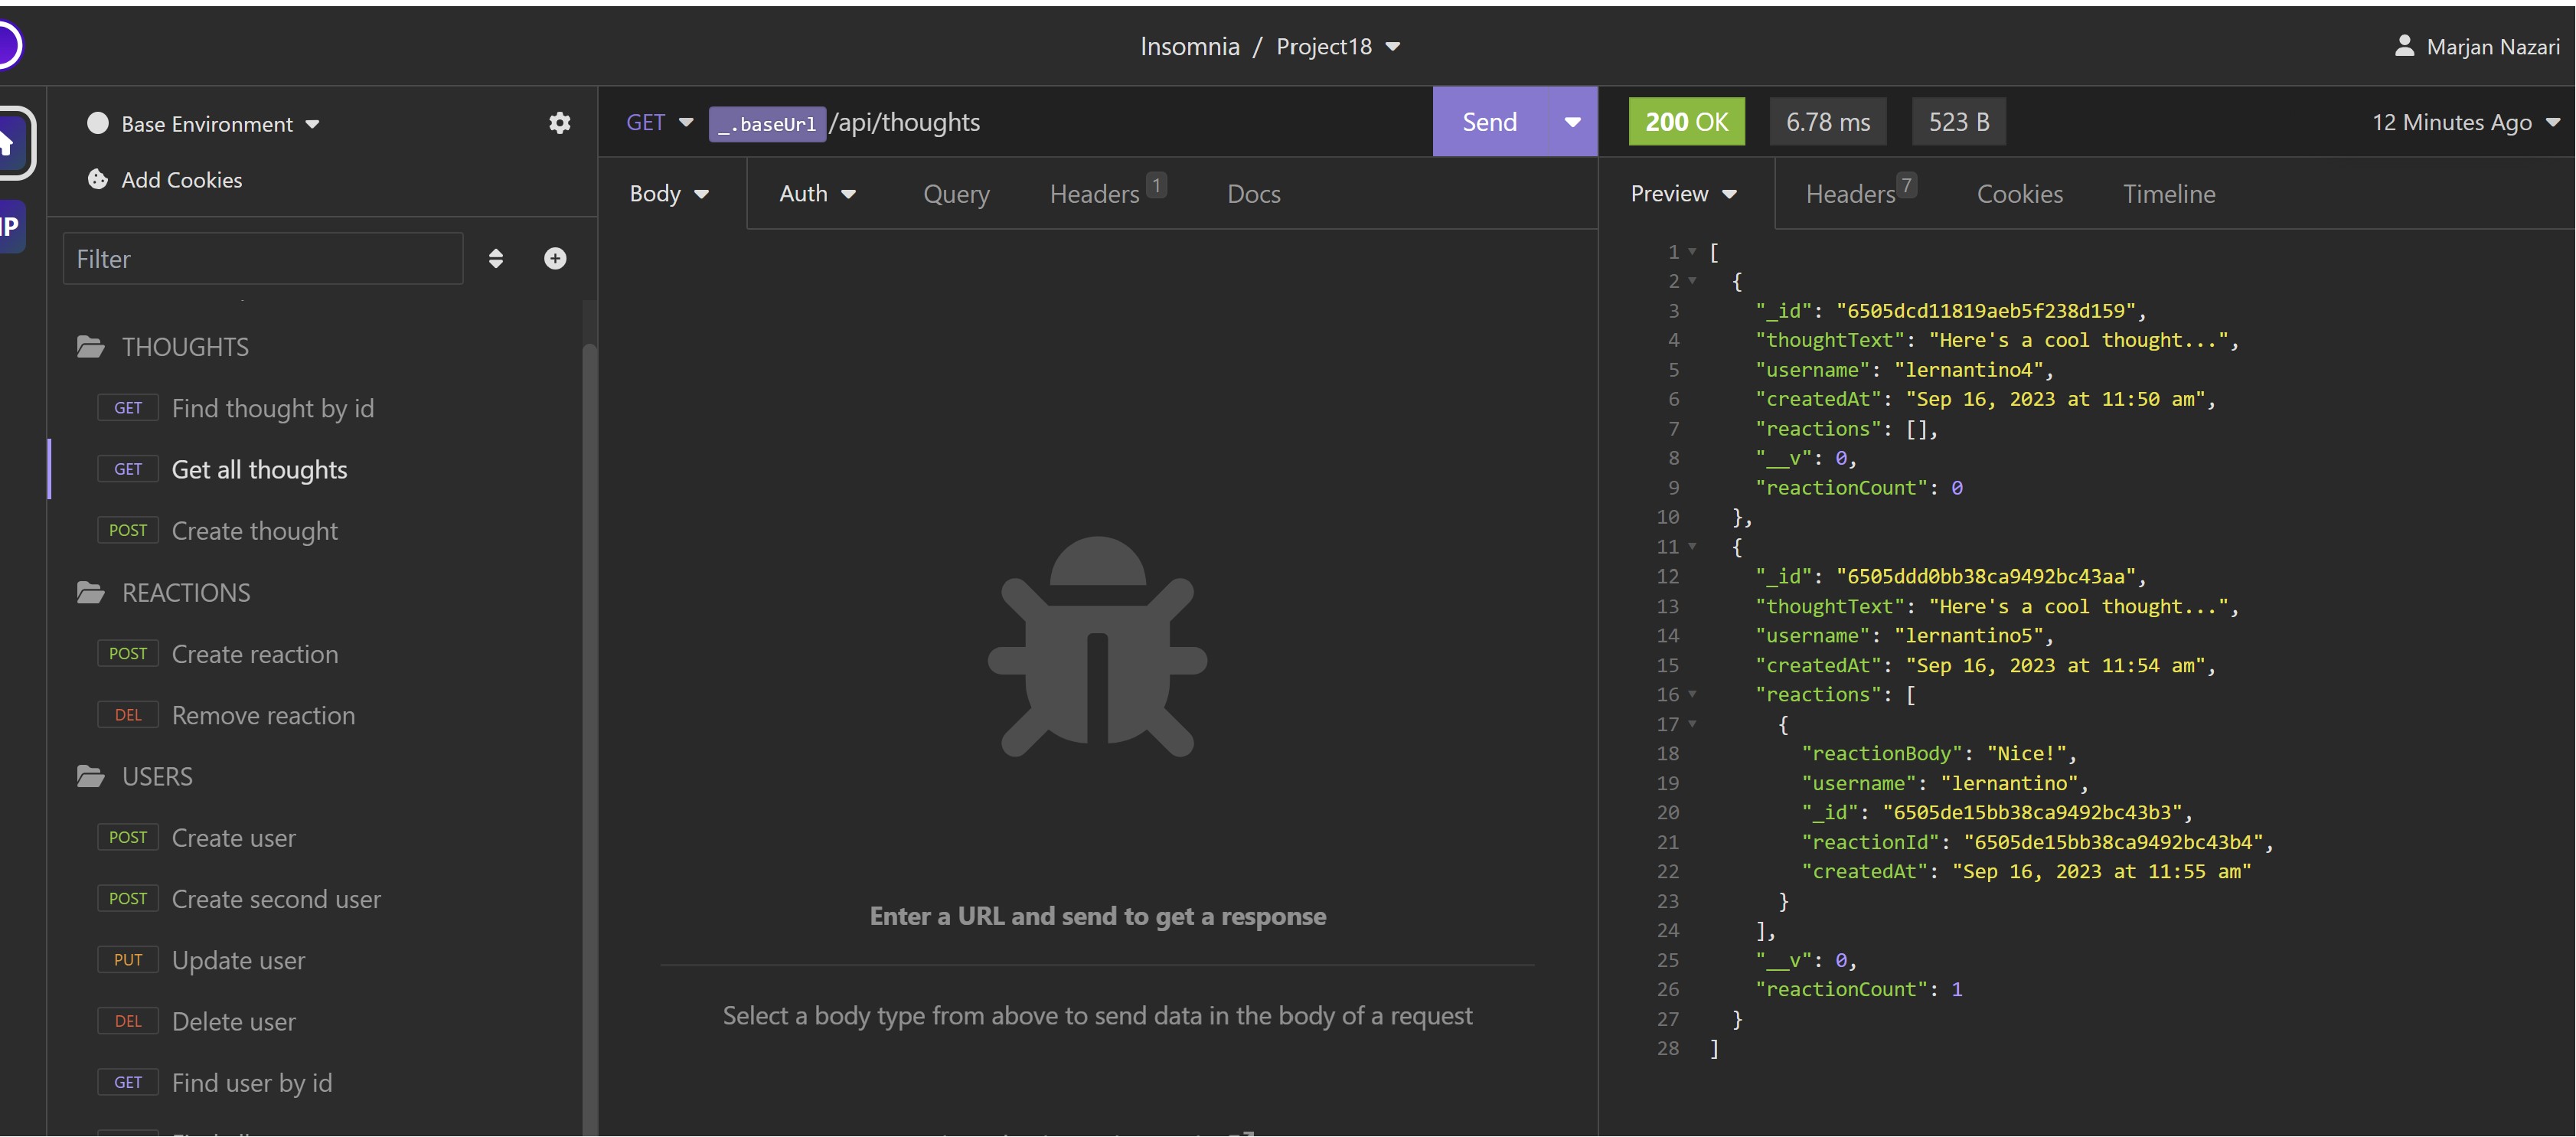 Insomnia / Project18
Marjan Nazari
Base Environment
Add Cookies
IP
Filter
THOUGHTS
GET Find thought by id
GET Get all thoughts
POST Create thought
REACTIONS
POST Create reaction
DEL Remove reaction
USERS
POST Create user
POST Create second user
PUT Update user
DEL Delete user
GET Find user by id
GET _.baseUrl /api/thoughts
Send
Body Auth Query Headers 1 Docs
Enter a URL and send to get a response
Select a body type from above to send data in the body of a request
200 OK 6.78 ms 523 B 12 Minutes Ago
Preview Headers 7 Cookies Timeline
1 [
2 {
3 "_id": "6505dcd11819aeb5f238d159",
4 "thoughtText": "Here's a cool thought...",
5 "username": "lernantino4",
6 "createdAt": "Sep 16, 2023 at 11:50 am",
7 "reactions": [],
8 "__v": 0,
9 "reactionCount": 0
10 },
11 {
12 "_id": "6505ddd0bb38ca9492bc43aa",
13 "thoughtText": "Here's a cool thought...",
14 "username": "lernantino5",
15 "createdAt": "Sep 16, 2023 at 11:54 am",
16 "reactions": [
17 {
18 "reactionBody": "Nice!",
19 "username": "lernantino",
20 "_id": "6505de15bb38ca9492bc43b3",
21 "reactionId": "6505de15bb38ca9492bc43b4",
22 "createdAt": "Sep 16, 2023 at 11:55 am"
23 }
24 ],
25 "__v": 0,
26 "reactionCount": 1
27 }
28 ]